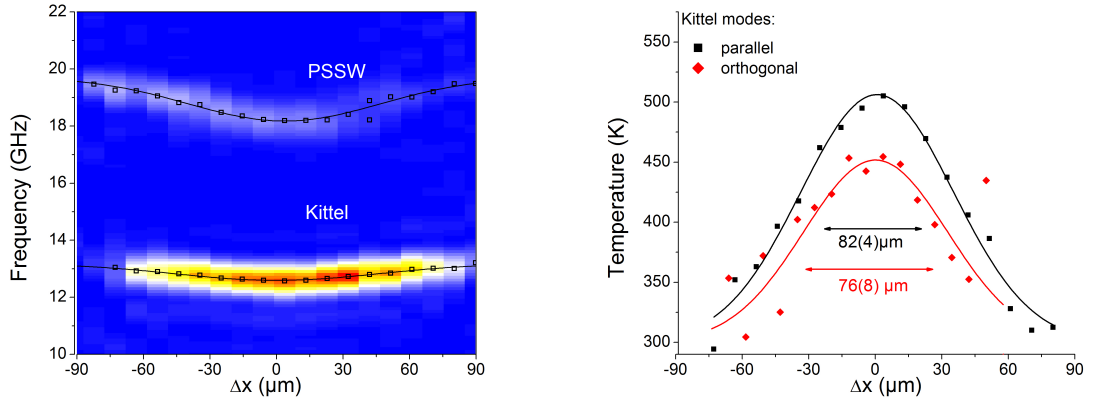 22
20
18
16
14
12
10
Frequency (GHz)
PSSW
Kittel
-90 -60 -30 0 30 60 90
Δx (µm)
Kittel modes:
parallel
orthogonal
550
500
450
400
350
300
Temperature (K)
82(4)µm
76(8) µm
-90 -60 -30 0 30 60 90
Δx (µm)